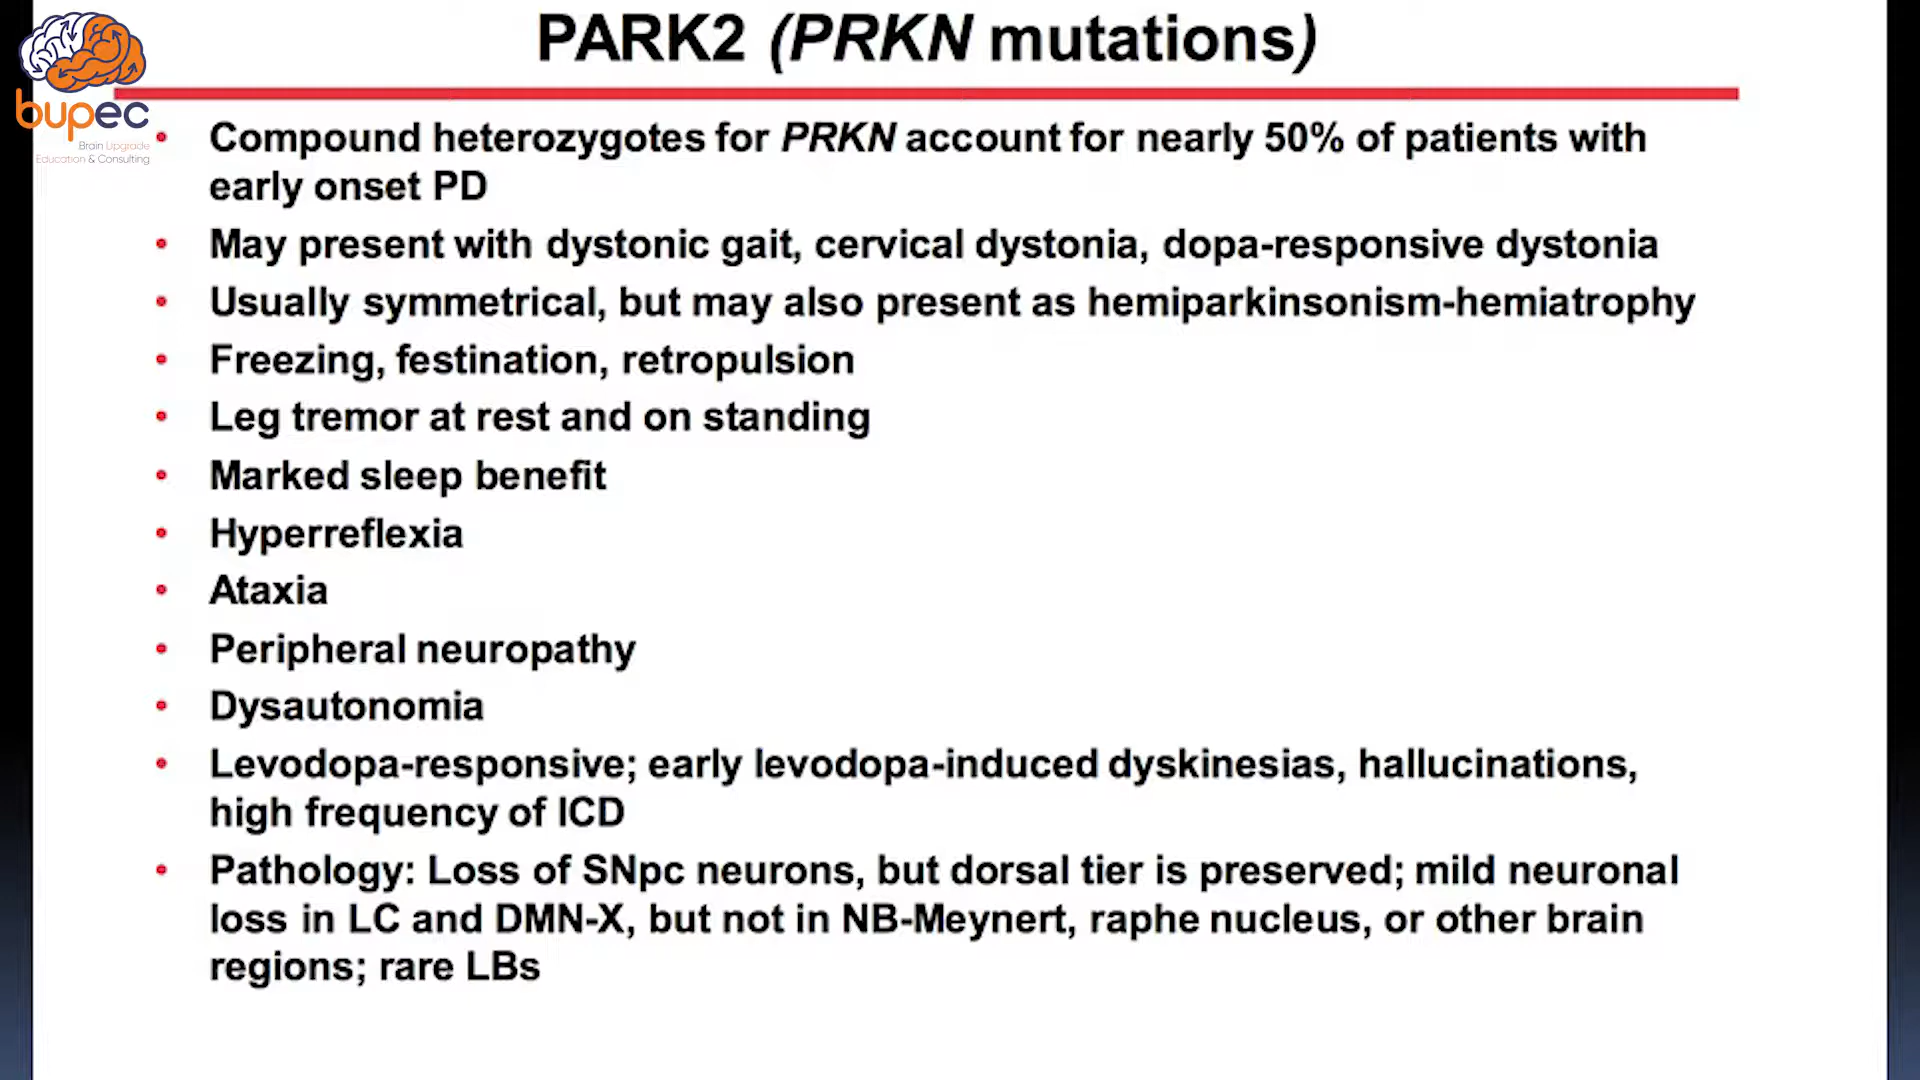 PARK2 (PRKN mutations)
bupec
Brain Upgrade
Education & Consulting
• Compound heterozygotes for PRKN account for nearly 50% of patients with
early onset PD
• May present with dystonic gait, cervical dystonia, dopa-responsive dystonia
• Usually symmetrical, but may also present as hemiparkinsonism-hemiatrophy
• Freezing, festination, retropulsion
• Leg tremor at rest and on standing
• Marked sleep benefit
• Hyperreflexia
• Ataxia
• Peripheral neuropathy
• Dysautonomia
• Levodopa-responsive; early levodopa-induced dyskinesias, hallucinations,
high frequency of ICD
• Pathology: Loss of SNpc neurons, but dorsal tier is preserved; mild neuronal
loss in LC and DMN-X, but not in NB-Meynert, raphe nucleus, or other brain
regions; rare LBs